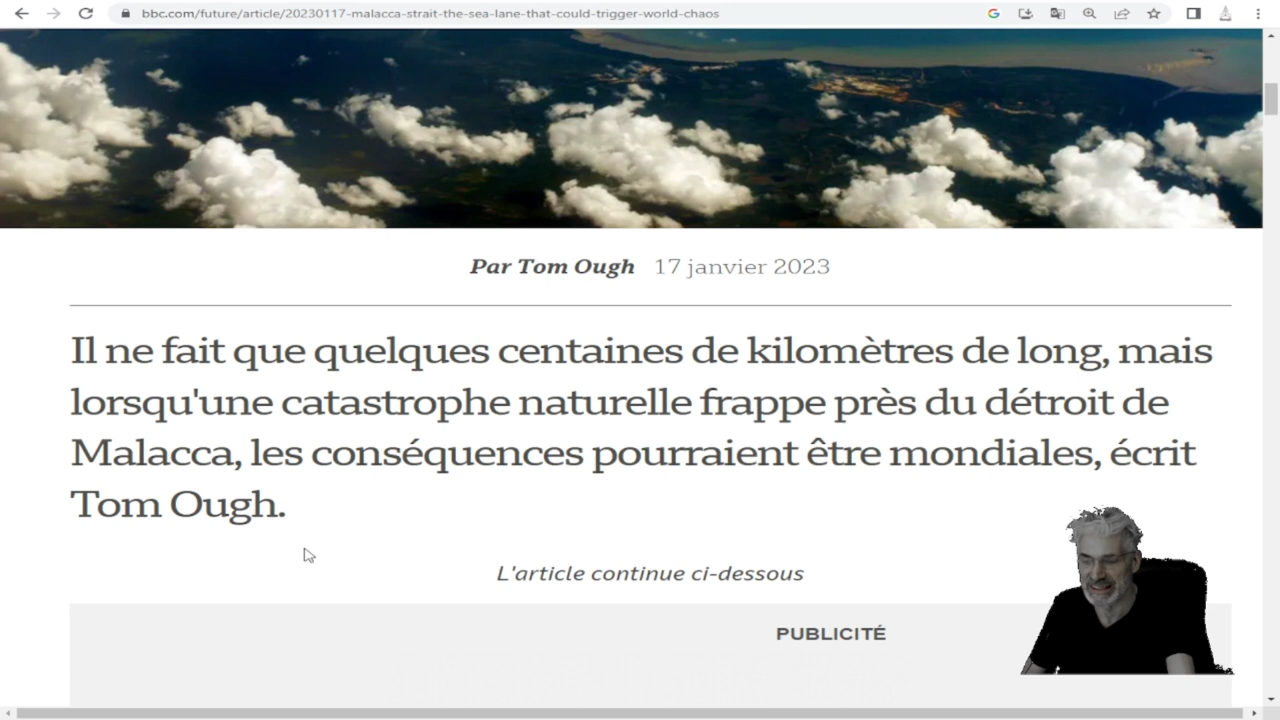 bbc.com/future/article/20230117-malacca-strait-the-sea-lane-that-could-trigger-world-chaos
Par Tom Ough 17 janvier 2023
Il ne fait que quelques centaines de kilomètres de long, mais
lorsqu'une catastrophe naturelle frappe près du détroit de
Malacca, les conséquences pourraient être mondiales, écrit
Tom Ough.
L'article continue ci-dessous
PUBLICITÉ